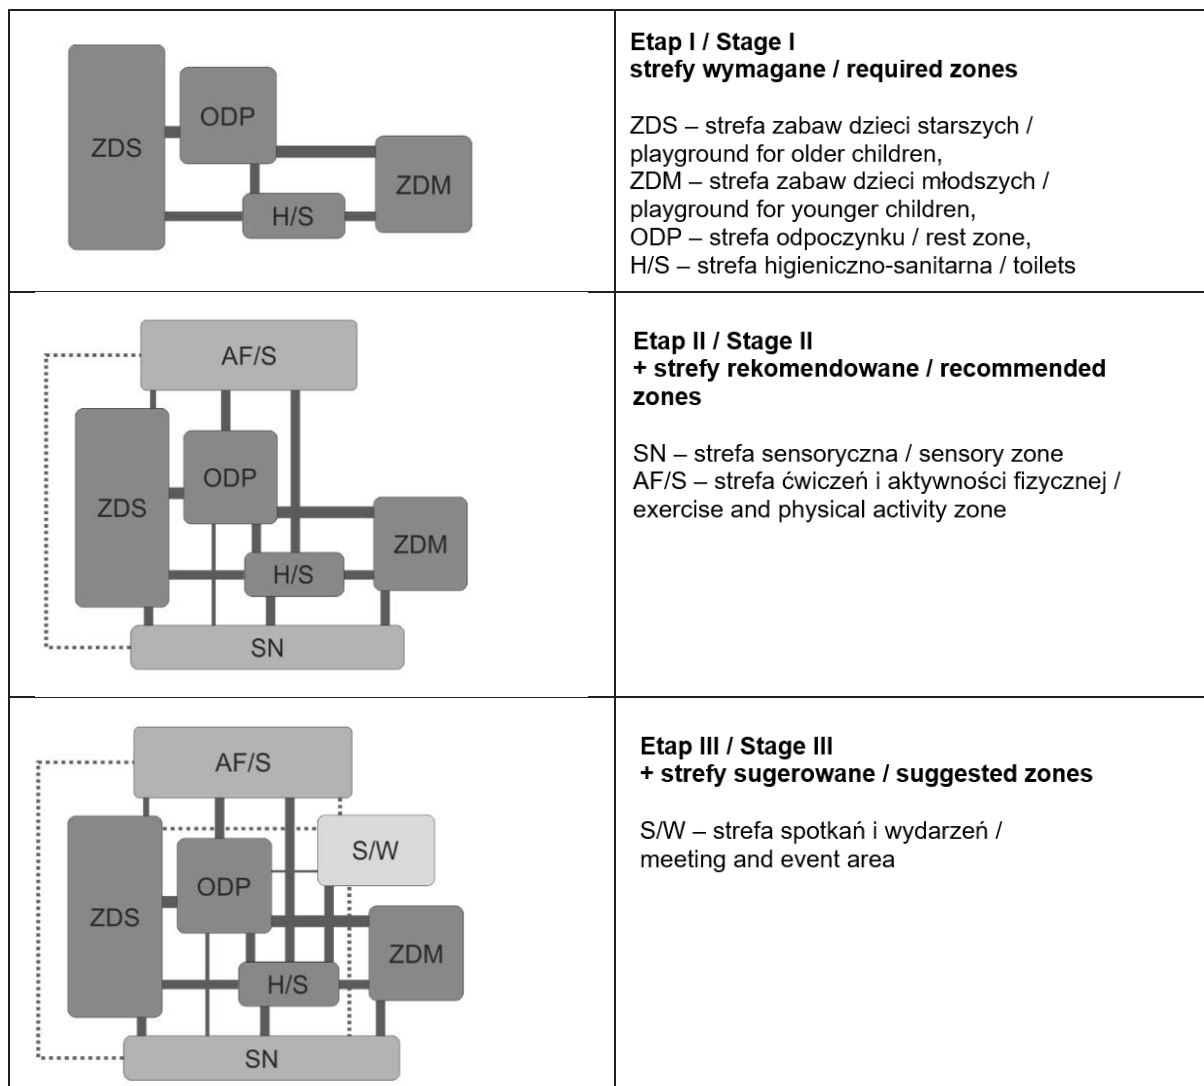 ZDS
ODP
H/S
ZDM
Etap I / Stage I
strefy wymagane / required zones
ZDS – strefa zabaw dzieci starszych /
playground for older children,
ZDM – strefa zabaw dzieci młodszych /
playground for younger children,
ODP – strefa odpoczynku / rest zone,
H/S – strefa higieniczno-sanitarna / toilets
AF/S
ZDS
ODP
ZDM
H/S
SN
Etap II / Stage II
+ strefy rekomendowane / recommended
zones
SN – strefa sensoryczna / sensory zone
AF/S – strefa ćwiczeń i aktywności fizycznej /
exercise and physical activity zone
AF/S
S/W
ODP
ZDS
ZDM
H/S
SN
Etap III / Stage III
+ strefy sugerowane / suggested zones
S/W – strefa spotkań i wydarzeń /
meeting and event area